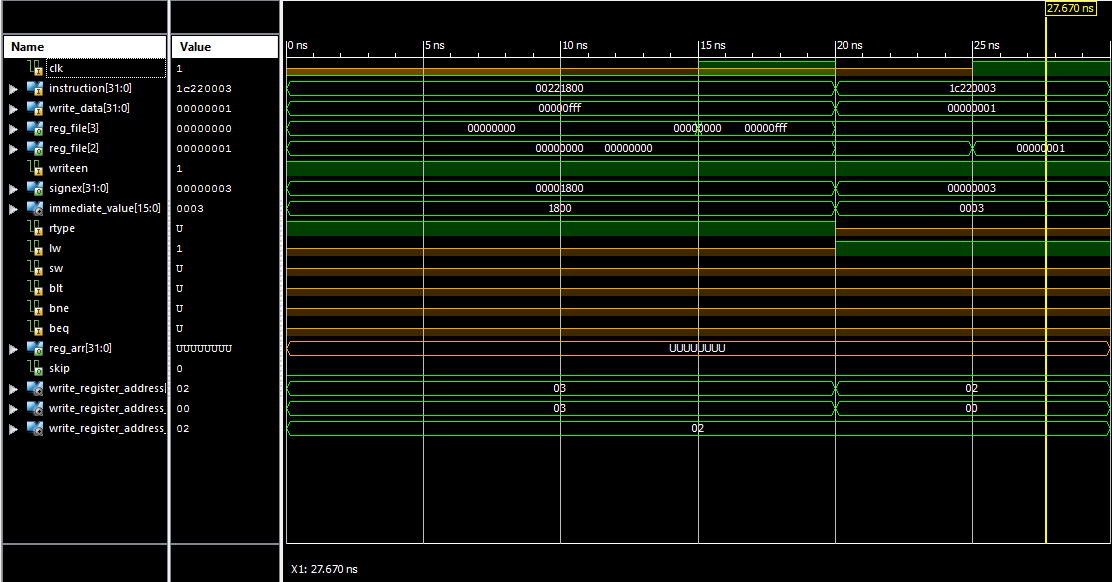 27.670 ns
Name Value 0 ns 5 ns 10 ns 15 ns 20 ns 25 ns
clk 1
instruction[31:0] 1c220003 00221800 1c220003
write_data[31:0] 00000001 00000fff 00000001
reg_file[3] 00000000 00000000 00000000 00000fff
reg_file[2] 00000001 00000000 00000000 00000001
writeen 1
signex[31:0] 00000003 00001800 00000003
immediate_value[15:0] 0003 1800 0003
rtype U
lw 1
sw U
blt U
bne U
beq U
reg_arr[31:0] UUUUUUUU UUUUUUUU
skip 0
write_register_address 02 03 02
write_register_address_ 00 03 00
write_register_address_ 02 02
X1: 27.670 ns